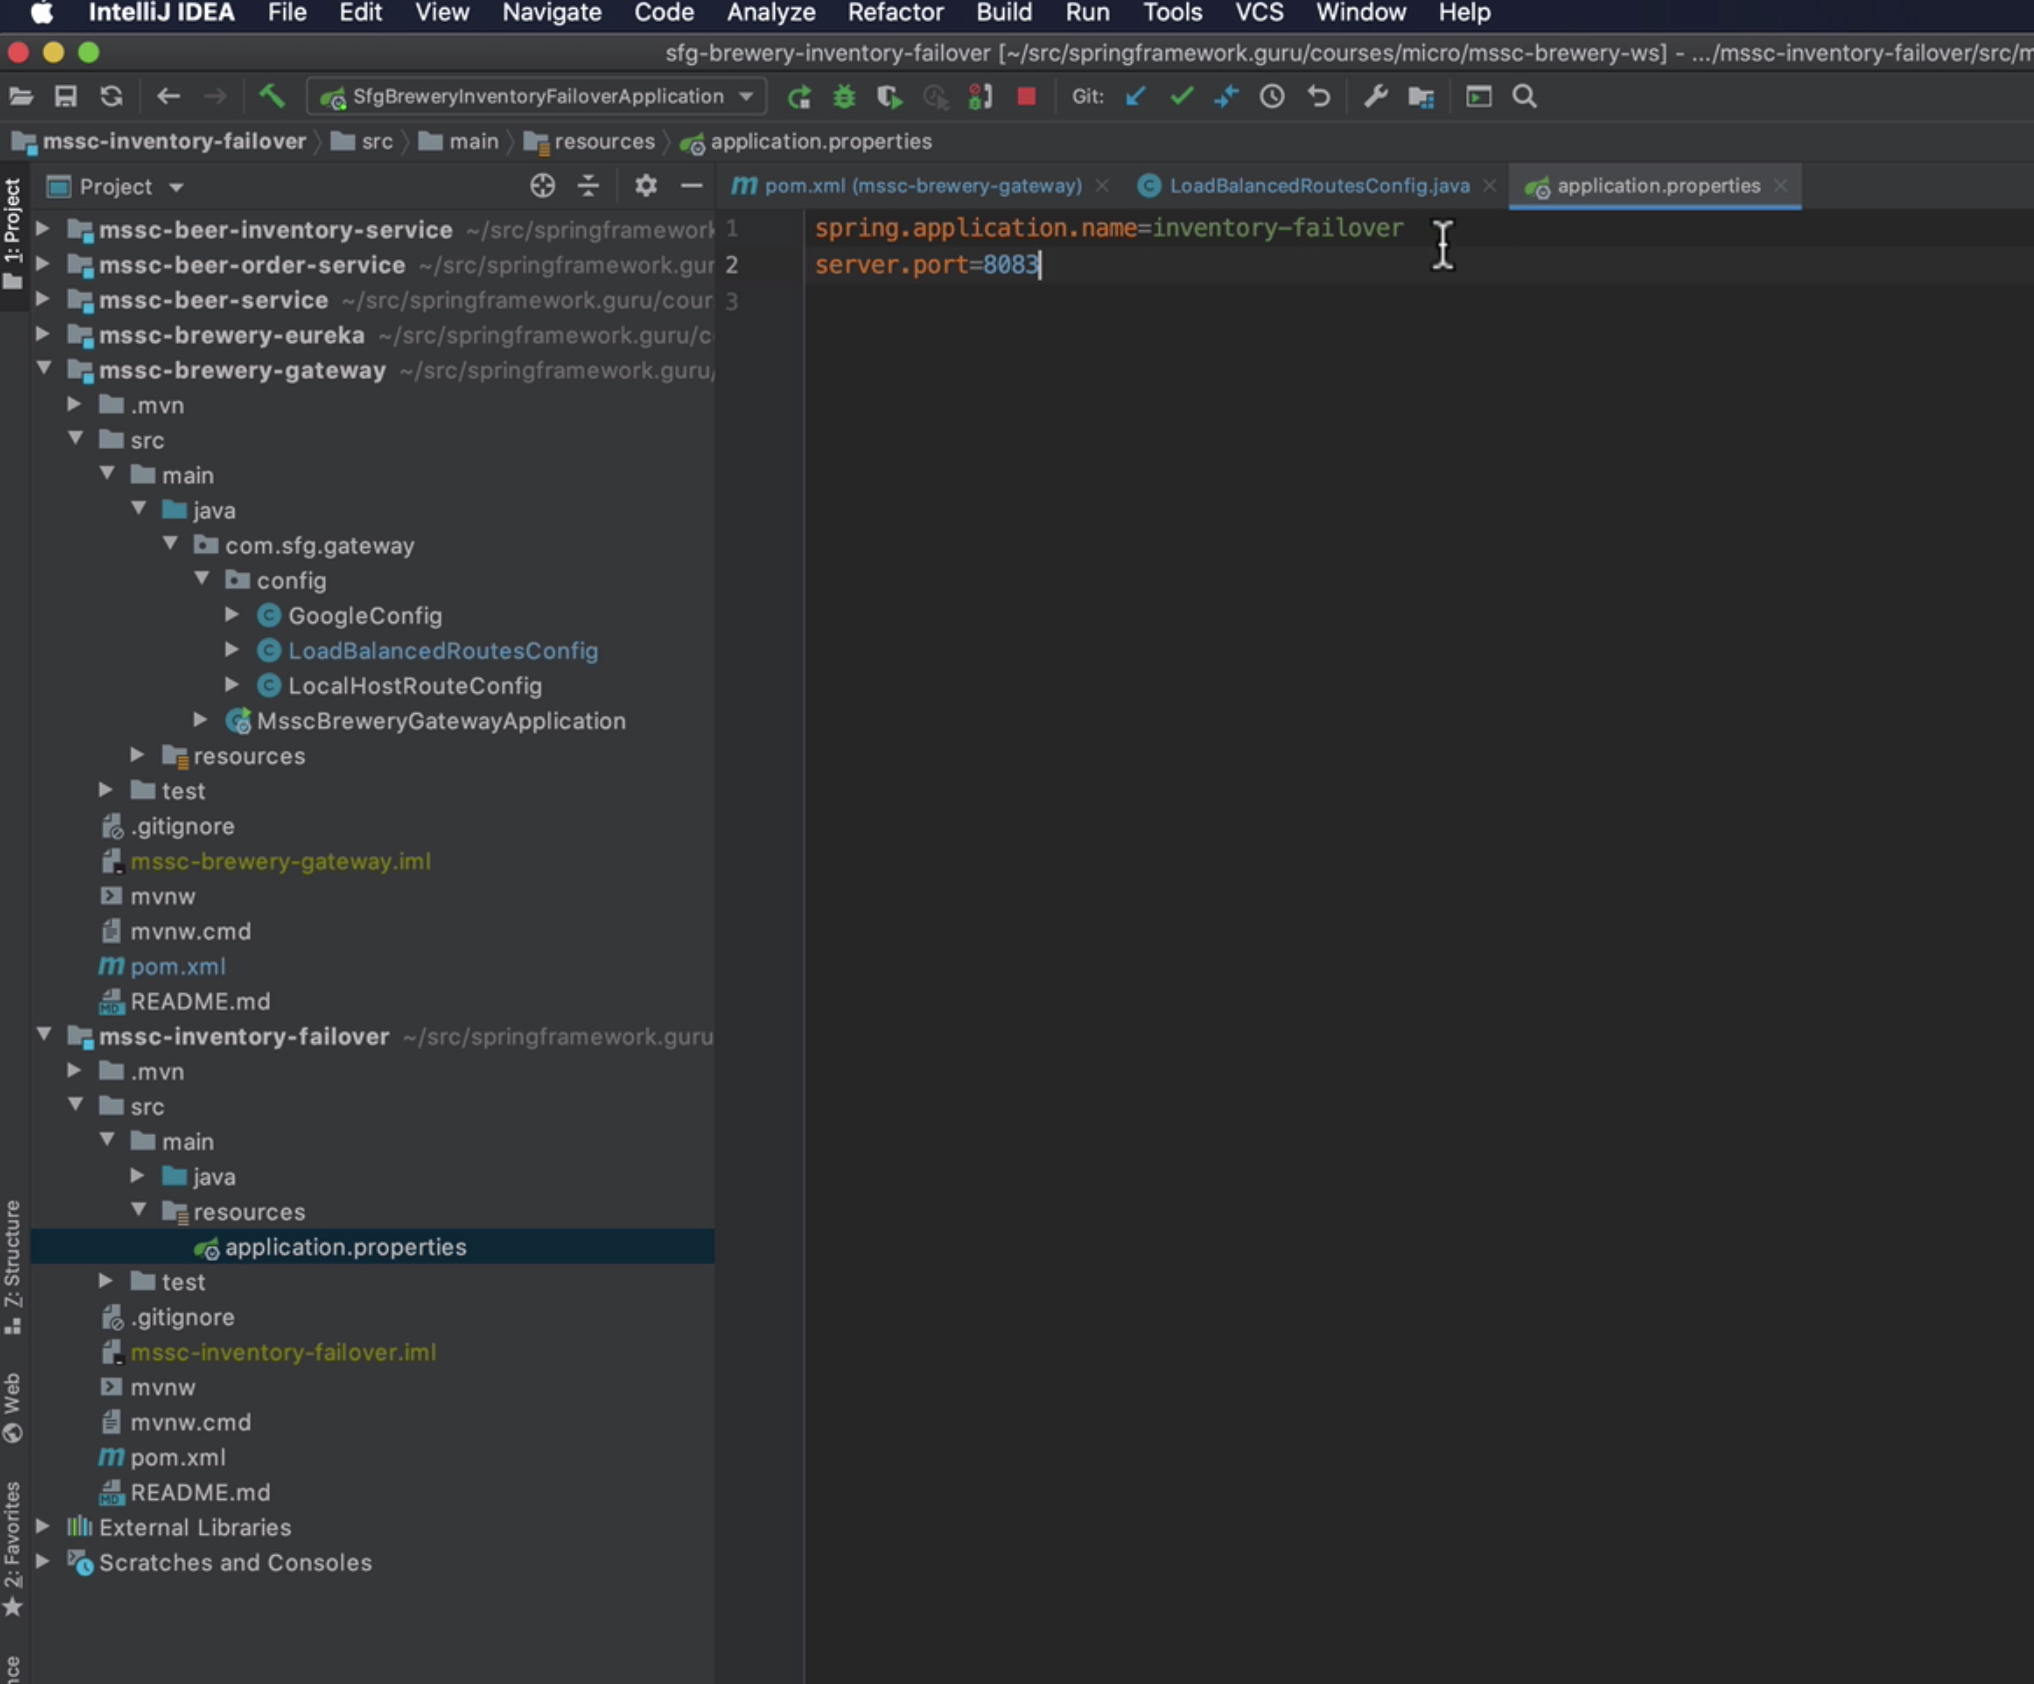 IntelliJ IDEA File Edit View Navigate Code Analyze Refactor Build Run Tools VCS Window Help
sfg-brewery-inventory-failover [~/src/springframework.guru/courses/micro/mssc-brewery-ws] - .../mssc-inventory-failover/src/m
SfgBreweryInventoryFailoverApplication Git:
mssc-inventory-failover src main resources application.properties
Project pom.xml (mssc-brewery-gateway) LoadBalancedRoutesConfig.java application.properties
1: Project
mssc-beer-inventory-service ~/src/springframework
mssc-beer-order-service ~/src/springframework.gur
mssc-beer-service ~/src/springframework.guru/cour
mssc-brewery-eureka ~/src/springframework.guru/c
mssc-brewery-gateway ~/src/springframework.guru/
.mvn
src
main
java
com.sfg.gateway
config
GoogleConfig
LoadBalancedRoutesConfig
LocalHostRouteConfig
MsscBreweryGatewayApplication
resources
test
.gitignore
mssc-brewery-gateway.iml
mvnw
mvnw.cmd
pom.xml
README.md
mssc-inventory-failover ~/src/springframework.guru
.mvn
src
main
java
resources
application.properties
test
.gitignore
mssc-inventory-failover.iml
mvnw
mvnw.cmd
pom.xml
README.md
External Libraries
Scratches and Consoles
Z: Structure
Web
2: Favorites
nce
1 spring.application.name=inventory-failover
2 server.port=8083
3